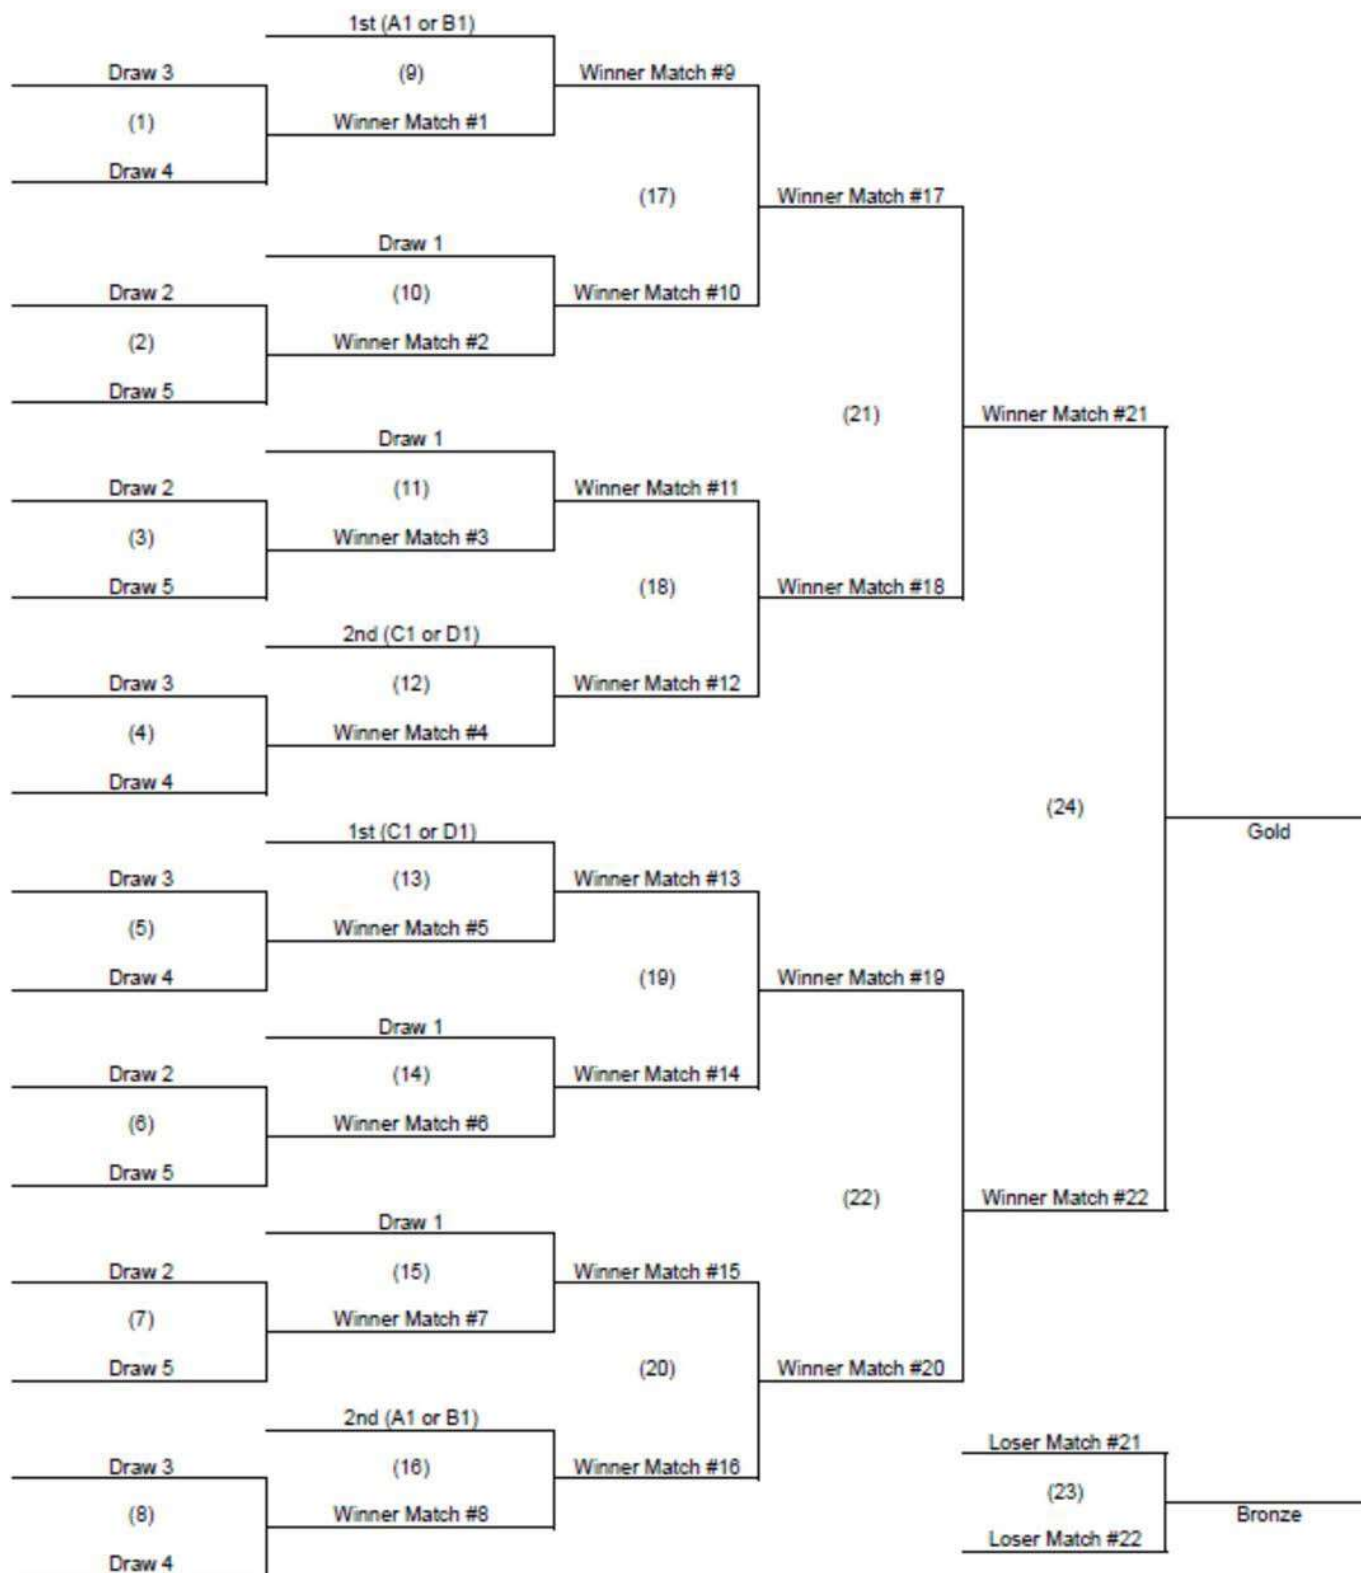 1st (A1 or B1)
Draw 3
(9)
Winner Match #9
(1)
Winner Match #1
Draw 4
(17)
Winner Match #17
Draw 1
Draw 2
(10)
Winner Match #10
(2)
Winner Match #2
Draw 5
(21)
Winner Match #21
Draw 1
Draw 2
(11)
Winner Match #11
(3)
Winner Match #3
Draw 5
(18)
Winner Match #18
2nd (C1 or D1)
Draw 3
(12)
Winner Match #12
(4)
Winner Match #4
Draw 4
(24)
Gold
1st (C1 or D1)
Draw 3
(13)
Winner Match #13
(5)
Winner Match #5
Draw 4
(19)
Winner Match #19
Draw 1
Draw 2
(14)
Winner Match #14
(6)
Winner Match #6
Draw 5
(22)
Winner Match #22
Draw 1
Draw 2
(15)
Winner Match #15
(7)
Winner Match #7
Draw 5
(20)
Winner Match #20
2nd (A1 or B1)
Loser Match #21
Draw 3
(16)
Winner Match #16
(23)
(8)
Winner Match #8
Bronze
Loser Match #22
Draw 4